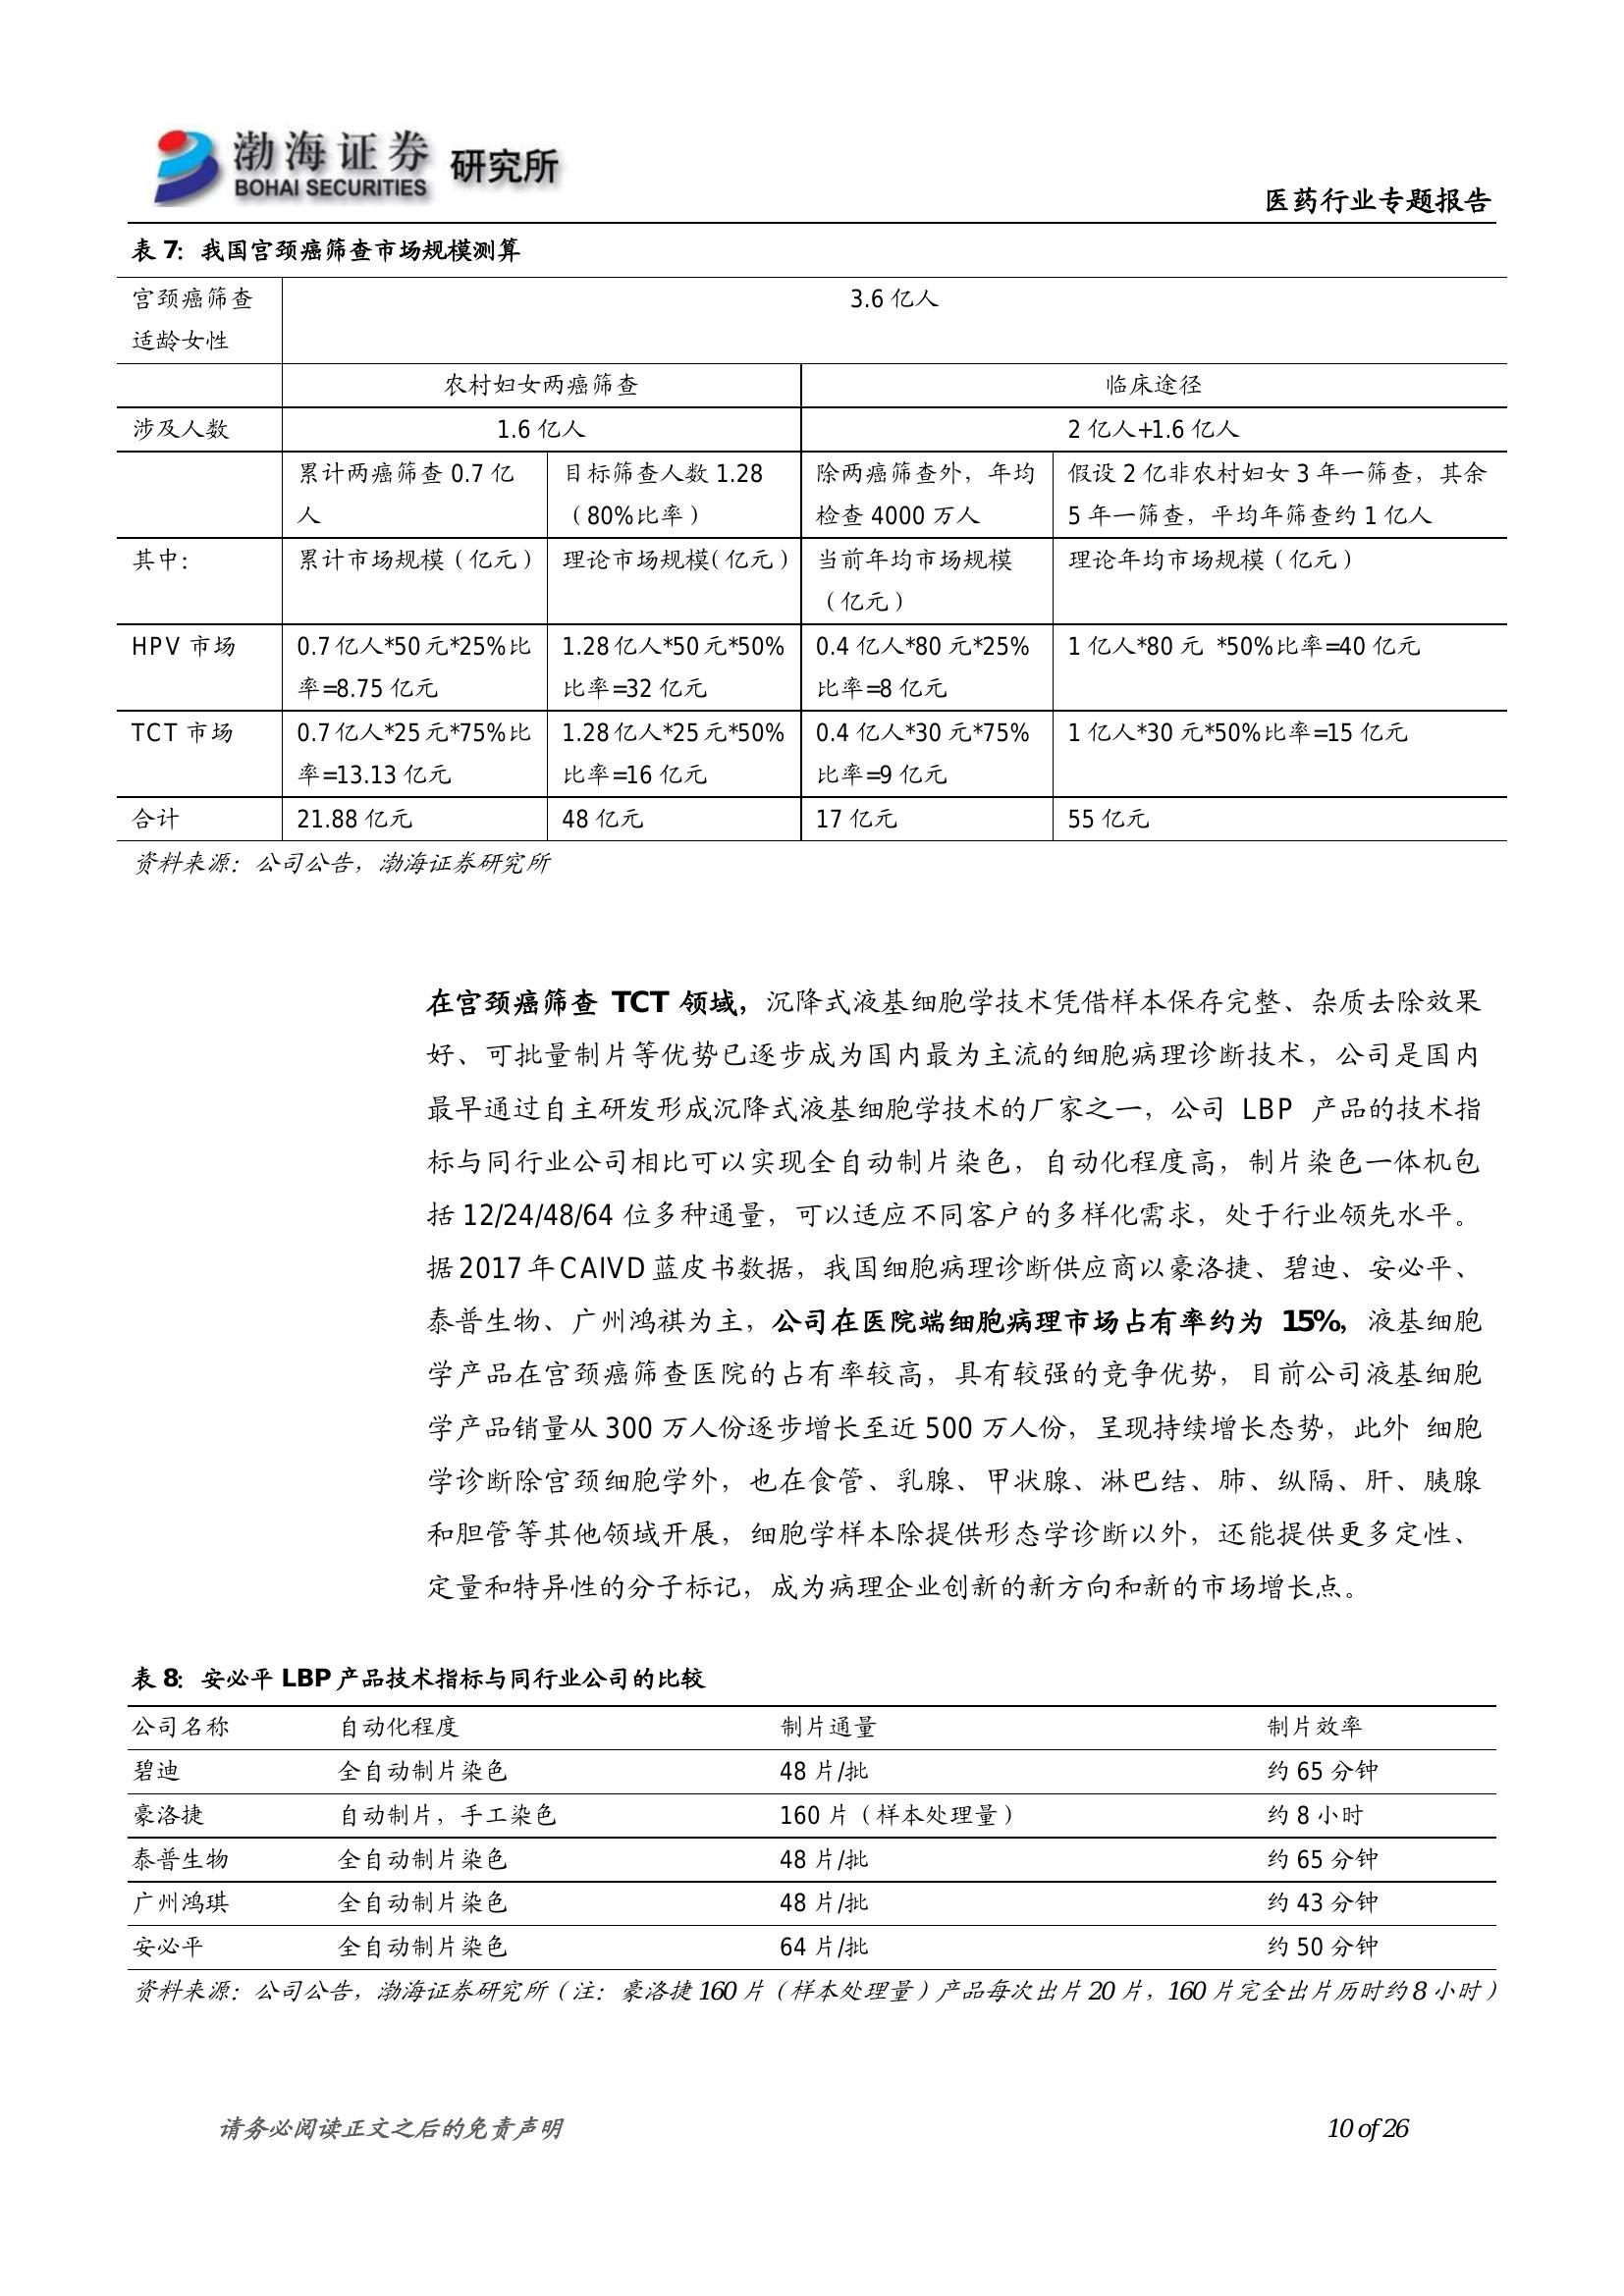 渤海证券 研究所
BOHAI SECURITIES
医药行业专题报告
表 7：我国宫颈癌筛查市场规模测算
宫颈癌筛查 3.6 亿人
适龄女性
农村妇女两癌筛查 临床途径
涉及人数 1.6 亿人 2 亿人+1.6 亿人
累计两癌筛查 0.7 亿 目标筛查人数 1.28 除两癌筛查外，年均 假设 2 亿非农村妇女 3 年一筛查，其余
人 （80%比率） 检查 4000 万人 5 年一筛查，平均年筛查约 1 亿人
其中： 累计市场规模（亿元） 理论市场规模（亿元） 当前年均市场规模 理论年均市场规模（亿元）
（亿元）
HPV 市场 0.7 亿人*50 元*25%比 1.28 亿人*50 元*50% 0.4 亿人*80 元*25% 1 亿人*80 元 *50%比率=40 亿元
率=8.75 亿元 比率=32 亿元 比率=8 亿元
TCT 市场 0.7 亿人*25 元*75%比 1.28 亿人*25 元*50% 0.4 亿人*30 元*75% 1 亿人*30 元*50%比率=15 亿元
率=13.13 亿元 比率=16 亿元 比率=9 亿元
合计 21.88 亿元 48 亿元 17 亿元 55 亿元
资料来源：公司公告，渤海证券研究所
在宫颈癌筛查 TCT 领域，沉降式液基细胞学技术凭借样本保存完整、杂质去除效果
好、可批量制片等优势已逐步成为国内最为主流的细胞病理诊断技术，公司是国内
最早通过自主研发形成沉降式液基细胞学技术的厂家之一，公司 LBP 产品的技术指
标与同行业公司相比可以实现全自动制片染色，自动化程度高，制片染色一体机包
括 12/24/48/64 位多种通量，可以适应不同客户的多样化需求，处于行业领先水平。
据 2017 年 CAIVD 蓝皮书数据，我国细胞病理诊断供应商以豪洛捷、碧迪、安必平、
泰普生物、广州鸿祺为主，公司在医院端细胞病理市场占有率约为 15%，液基细胞
学产品在宫颈癌筛查医院的占有率较高，具有较强的竞争优势，目前公司液基细胞
学产品销量从 300 万人份逐步增长至近 500 万人份，呈现持续增长态势，此外 细胞
学诊断除宫颈细胞学外，也在食管、乳腺、甲状腺、淋巴结、肺、纵隔、肝、胰腺
和胆管等其他领域开展，细胞学样本除提供形态学诊断以外，还能提供更多定性、
定量和特异性的分子标记，成为病理企业创新的新方向和新的市场增长点。
表 8：安必平 LBP 产品技术指标与同行业公司的比较
公司名称 自动化程度 制片通量 制片效率
碧迪 全自动制片染色 48 片/批 约 65 分钟
豪洛捷 自动制片，手工染色 160 片（样本处理量） 约 8 小时
泰普生物 全自动制片染色 48 片/批 约 65 分钟
广州鸿琪 全自动制片染色 48 片/批 约 43 分钟
安必平 全自动制片染色 64 片/批 约 50 分钟
资料来源：公司公告，渤海证券研究所（注：豪洛捷 160 片（样本处理量）产品每次出片 20 片，160 片完全出片历时约 8 小时）
请务必阅读正文之后的免责声明 10 of 26